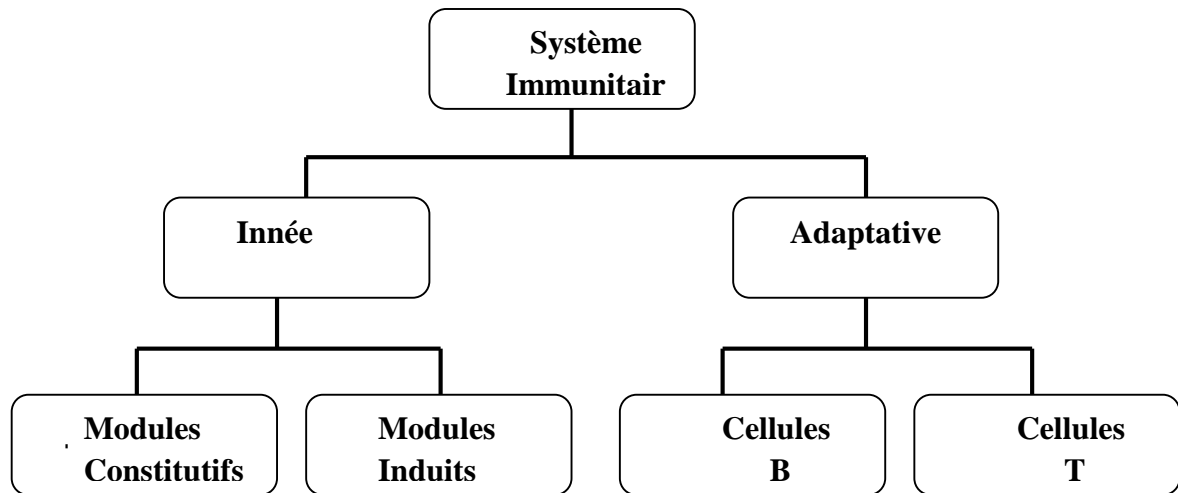 Système
Immunitair
Innée
Adaptative
Modules
Constitutifs
Modules
Induits
Cellules
B
Cellules
T